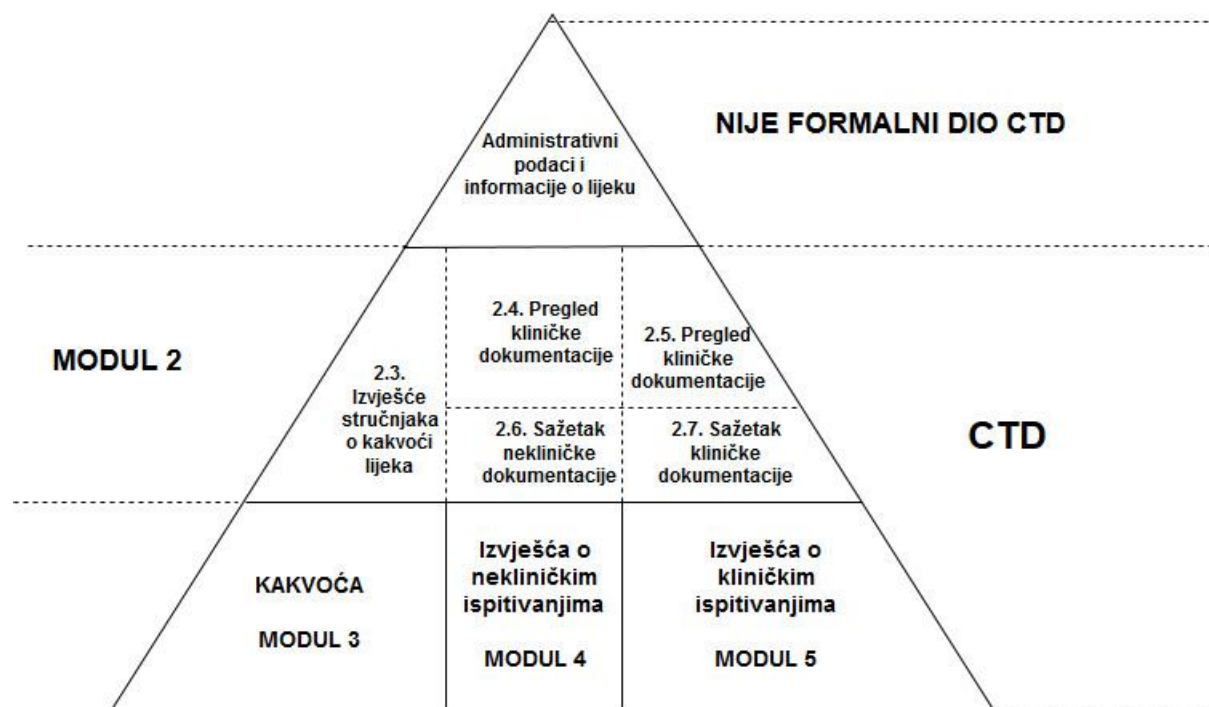 Administrativni
podaci i
informacije o lijeku
NIJE FORMALNI DIO CTD
MODUL 2
2.3.
Izvješće
stručnjaka
o kakvoći
lijeka
2.4. Pregled
kliničke
dokumentacije
2.5. Pregled
kliničke
dokumentacije
2.6. Sažetak
nekliničke
dokumentacije
2.7. Sažetak
kliničke
dokumentacije
CTD
KAKVOĆA
MODUL 3
Izvješća o
nekliničkim
ispitivanjima
MODUL 4
Izvješća o
kliničkim
ispitivanjima
MODUL 5